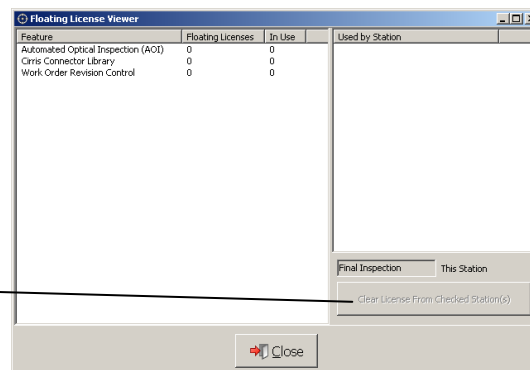 Floating License Viewer
Feature Floating Licenses In Use Used by Station
Automated Optical Inspection (AOI) 0 0
Cirris Connector Library 0 0
Work Order Revision Control 0 0
Final Inspection This Station
Clear License From Checked Station(s)
Close